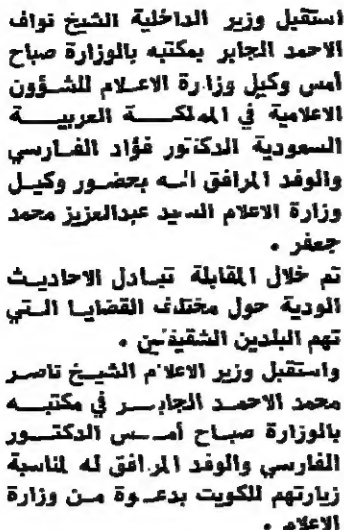 استقبل وزير الداخلية الشيخ نواف
الاحمد الجابر بمكتبه بالوزارة صباح
أمس وكيل وزارة الاعلام للشؤون
الاعلامية في المملكة العربية
السعودية الدكتور فؤاد الفارسي
والوفد المرافق له بحضور وكيل
وزارة الاعلام السيد عبدالعزيز محمد
جعفر .
تم خلال المقابلة تبادل الاحاديث
الودية حول مختلف القضايا التي
تهم البلدين الشقيقين .
واستقبل وزير الاعلام الشيخ ناصر
محمد الاحمد الجابر في مكتبه
بالوزارة صباح أمس الدكتور
الفارسي والوفد المرافق له لمناسبة
زيارتهم للكويت بدعوة من وزارة
الاعلام .